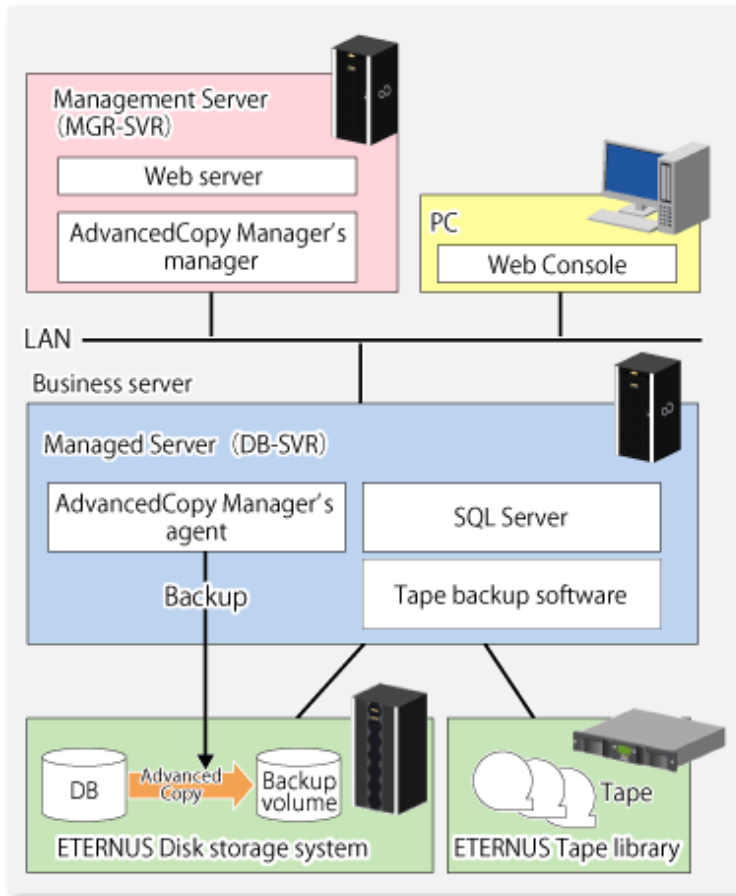 Management Server
(MGR-SVR)
Web server
AdvancedCopy Manager's
manager
PC
Web Console
LAN
Business server
Managed Server (DB-SVR)
AdvancedCopy Manager's
agent
SQL Server
Backup
Tape backup software
DB
Advanced
Copy
Backup
volume
Tape
ETERNUS Disk storage system
ETERNUS Tape library